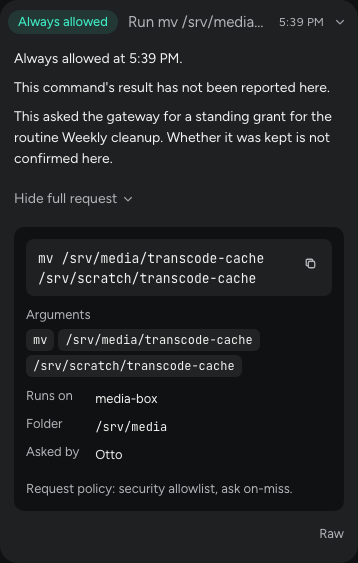 Always allowed Run mv /srv/media... 5:39 PM
Always allowed at 5:39 PM.
This command's result has not been reported here.
This asked the gateway for a standing grant for the
routine Weekly cleanup. Whether it was kept is not
confirmed here.
Hide full request
mv /srv/media/transcode-cache
/srv/scratch/transcode-cache
Arguments
mv /srv/media/transcode-cache
/srv/scratch/transcode-cache
Runs on media-box
Folder /srv/media
Asked by Otto
Request policy: security allowlist, ask on-miss.
Raw